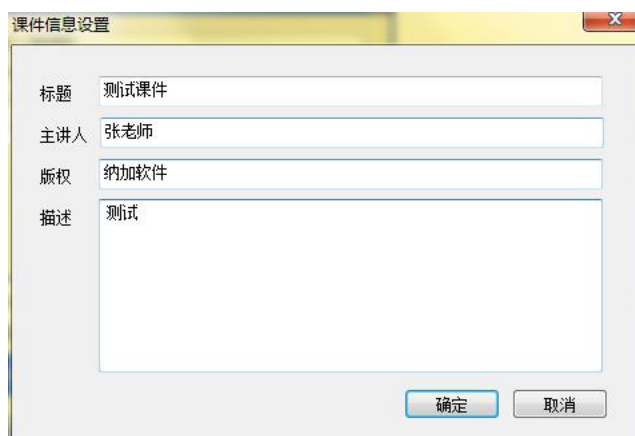 课件信息设置
标题 测试课件
主讲人 张老师
版权 纳加软件
描述 测试
确定 取消